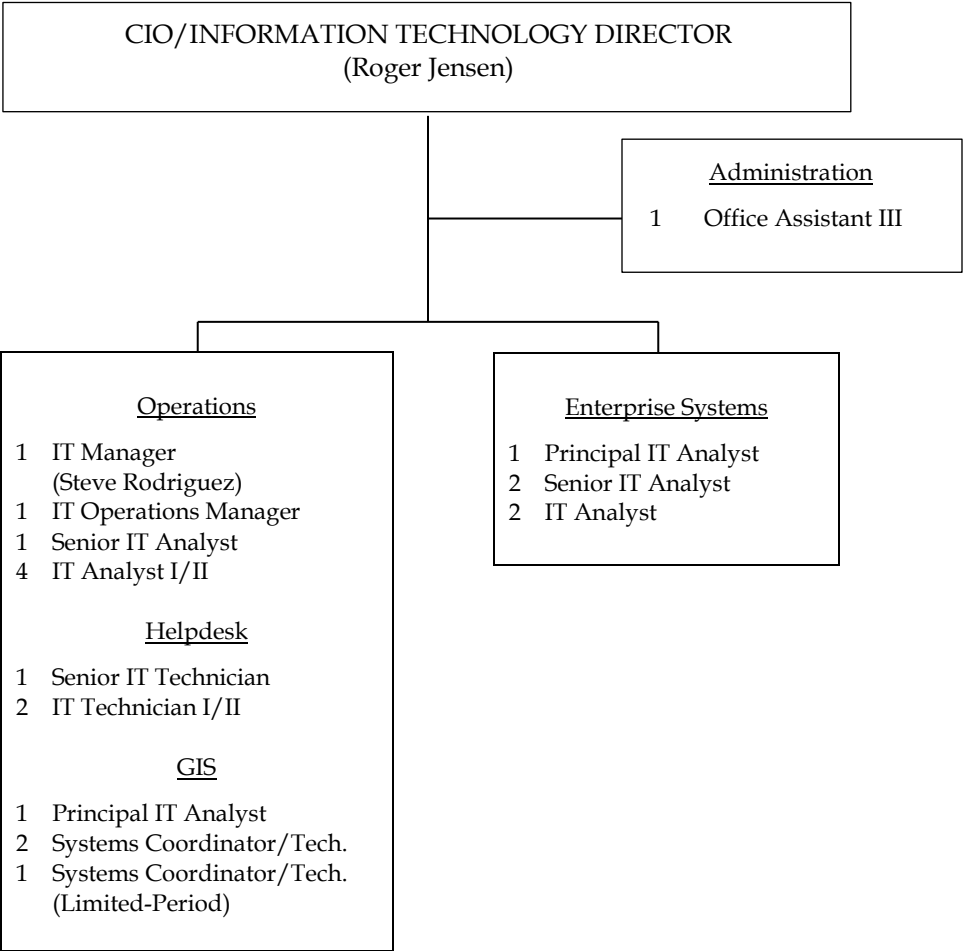 CIO/INFORMATION TECHNOLOGY DIRECTOR
(Roger Jensen)
Administration
1 Office Assistant III
Operations
1 IT Manager
(Steve Rodriguez)
1 IT Operations Manager
1 Senior IT Analyst
4 IT Analyst I/II
Helpdesk
1 Senior IT Technician
2 IT Technician I/II
GIS
1 Principal IT Analyst
2 Systems Coordinator/Tech.
1 Systems Coordinator/Tech.
(Limited-Period)
Enterprise Systems
1 Principal IT Analyst
2 Senior IT Analyst
2 IT Analyst